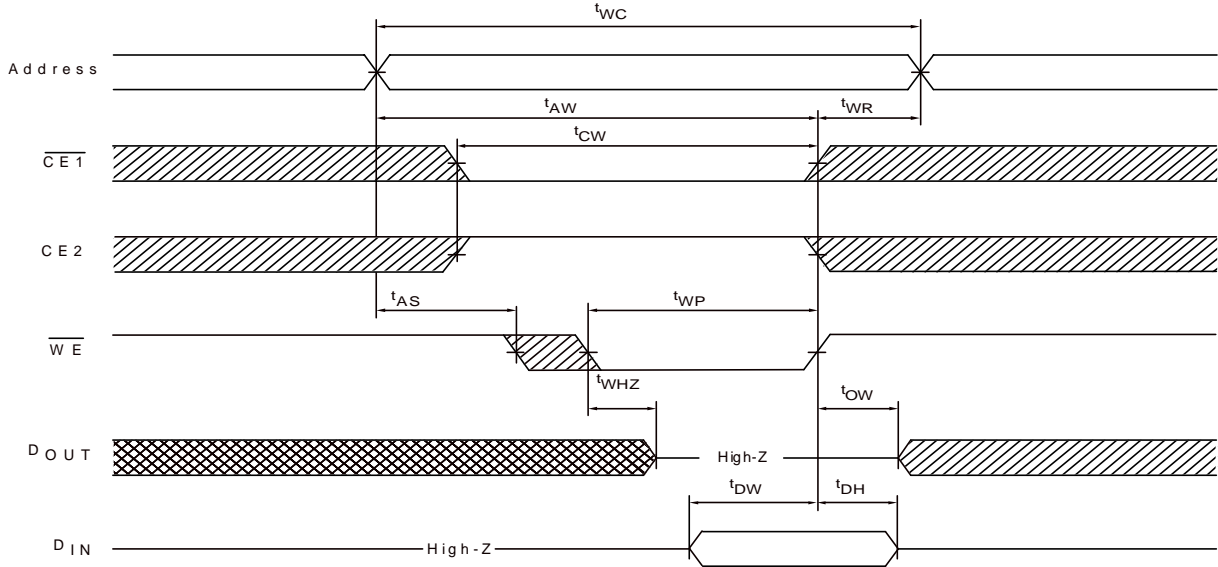 tWC
Address
tAW
tWR
tCW
CE1
CE2
tAS
tWP
WE
tWHZ
tOW
DOUT
High-Z
tDW
tDH
DIN
High-Z